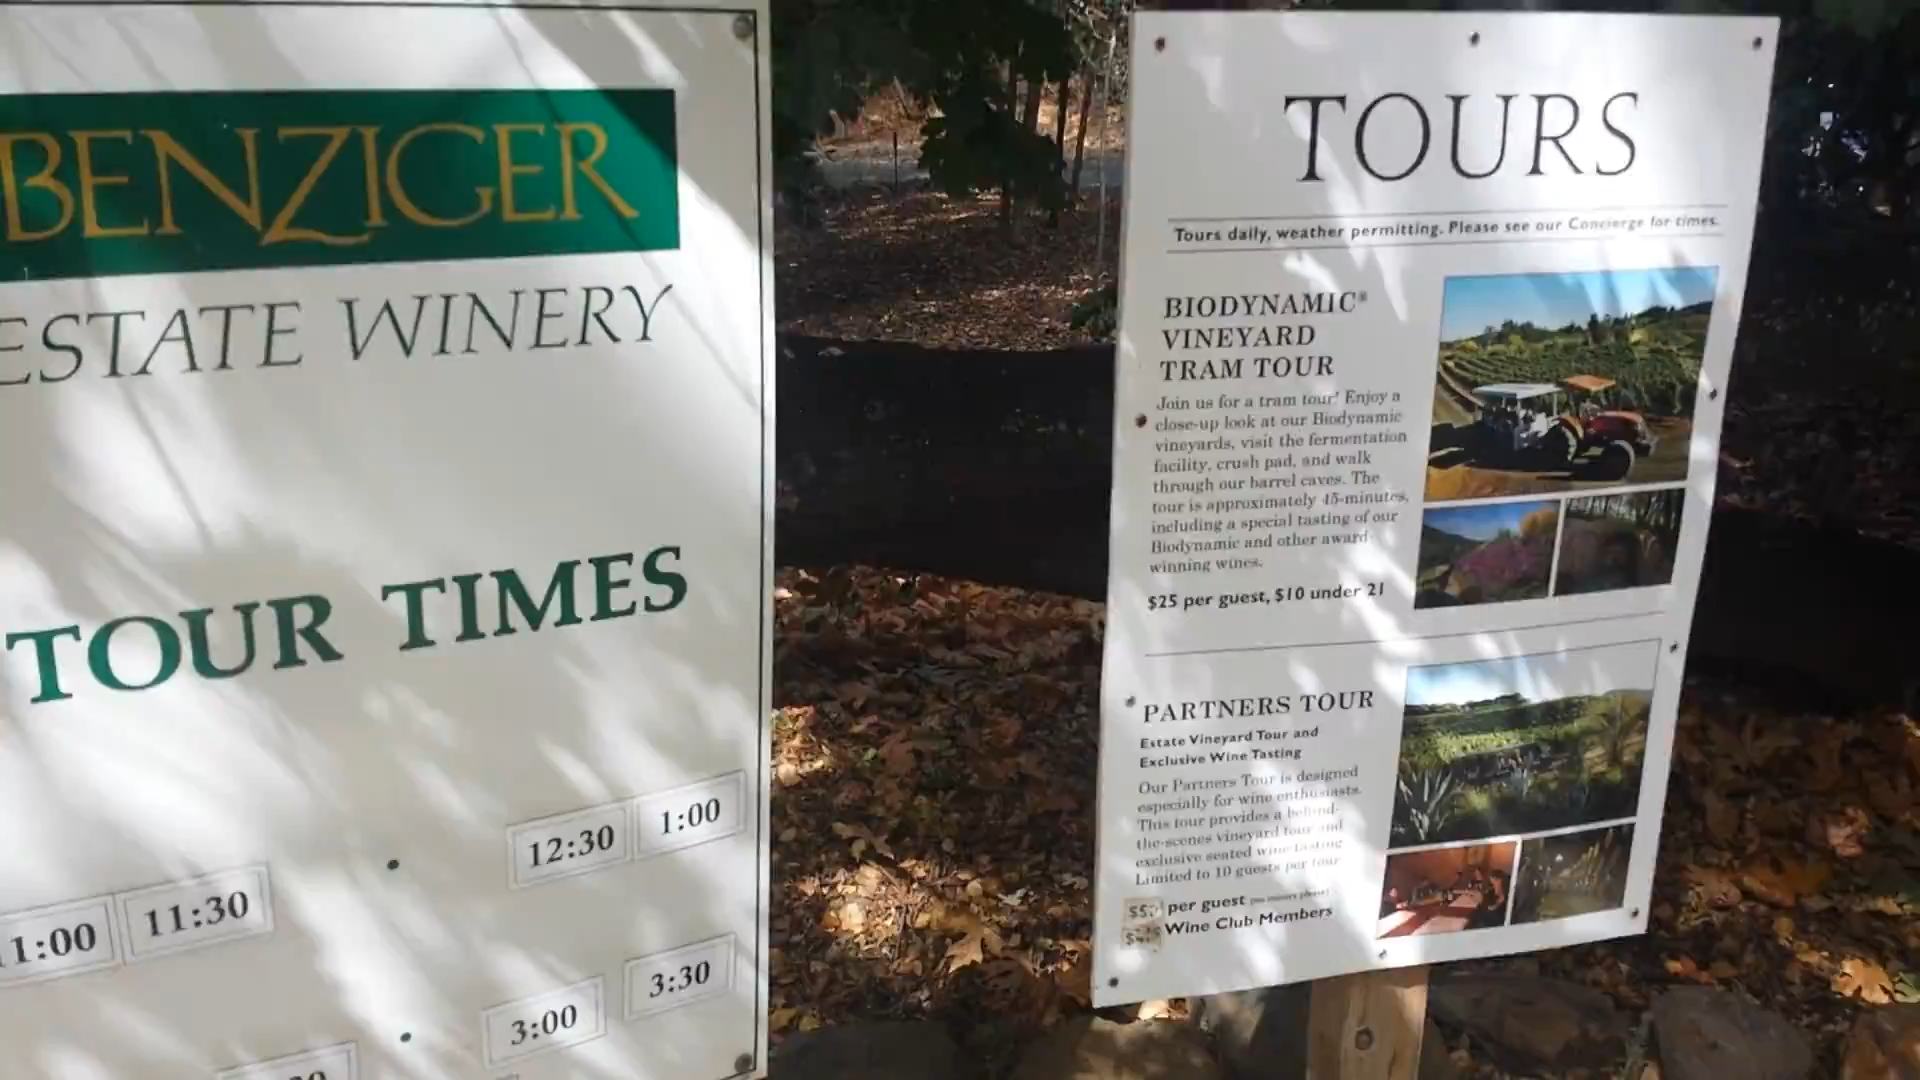 BENZIGER
ESTATE WINERY
TOUR TIMES
12:30 1:00
1:00 11:30
3:30
3:00
TOURS
Tours daily, weather permitting. Please see our Concierge for times.
BIODYNAMIC®
VINEYARD
TRAM TOUR
Join us for a tram tour! Enjoy a
close-up look at our Biodynamic
vineyards, visit the fermentation
facility, crush pad, and walk
through our barrel caves. The
tour is approximately 45-minutes,
including a special tasting of our
Biodynamic and other award-
winning wines.
$25 per guest, $10 under 21
PARTNERS TOUR
Estate Vineyard Tour and
Exclusive Wine Tasting
Our Partners Tour is designed
especially for wine enthusiasts.
This tour provides a behind-
the-scenes vineyard tour and
exclusive seated wine tasting
Limited to 10 guests per tour
per guest
Wine Club Members